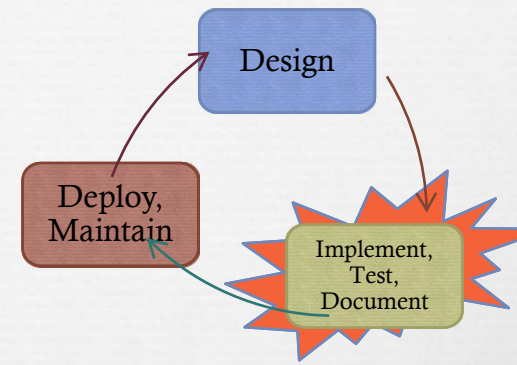 Design
Deploy,
Maintain
Implement,
Test,
Document